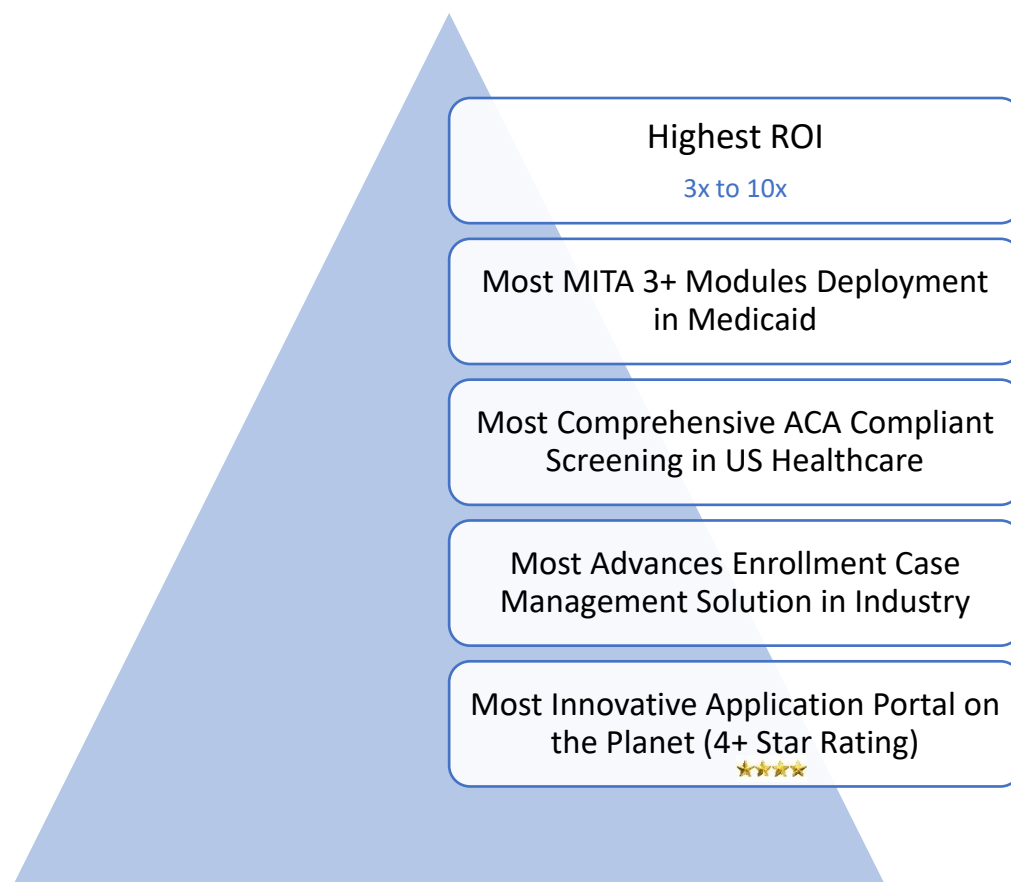 Highest ROI
3x to 10x
Most MITA 3+ Modules Deployment
in Medicaid
Most Comprehensive ACA Compliant
Screening in US Healthcare
Most Advances Enrollment Case
Management Solution in Industry
Most Innovative Application Portal on
the Planet (4+ Star Rating)